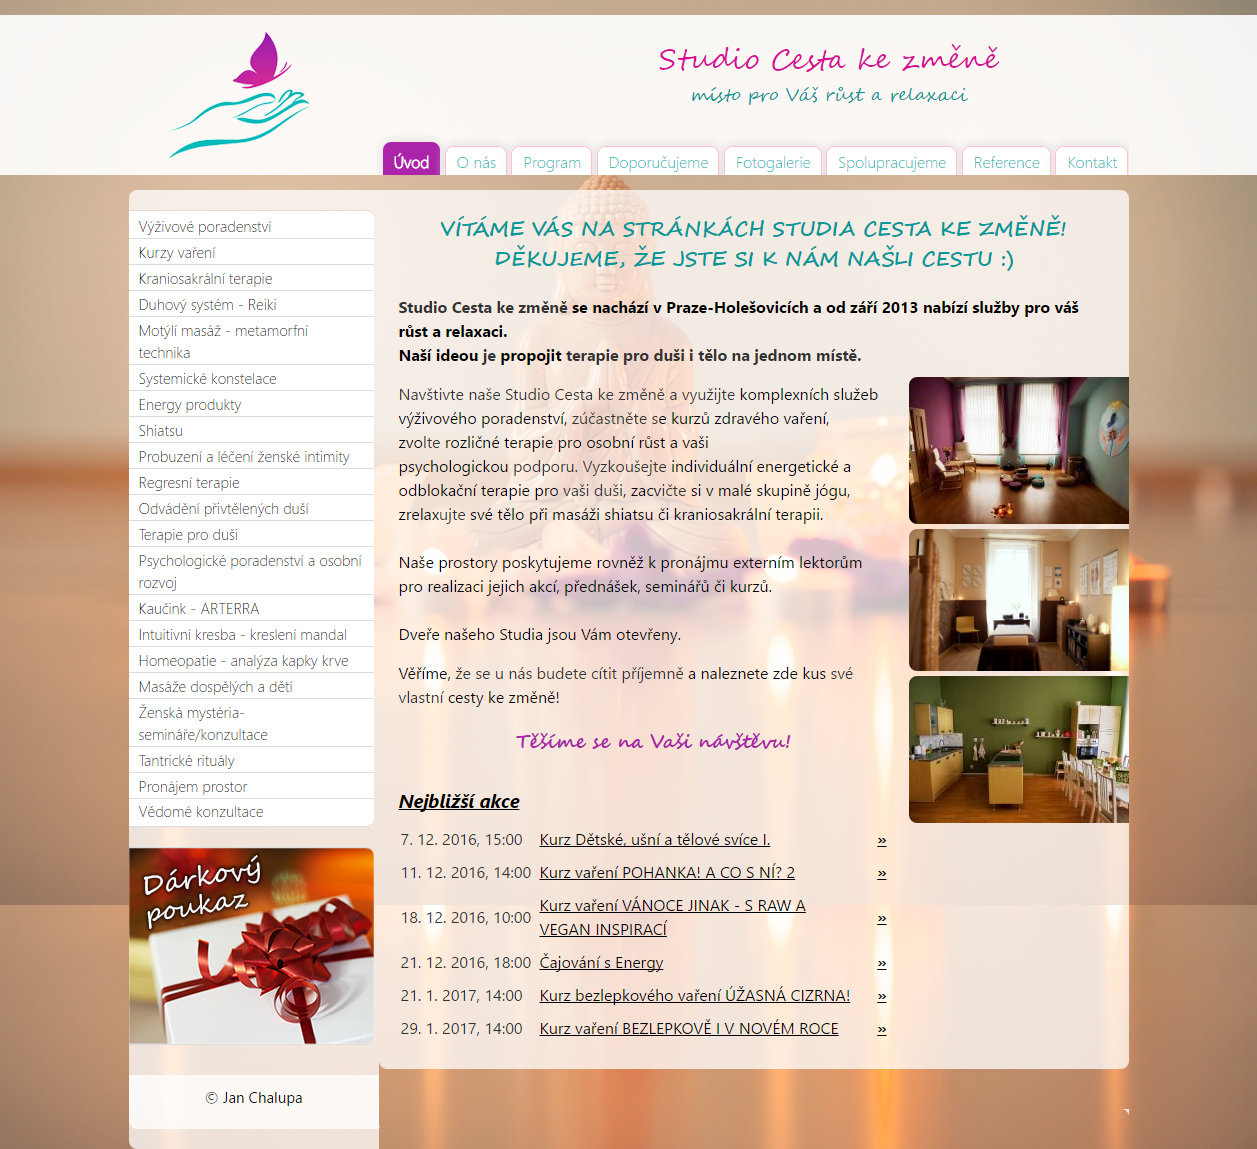 Studio Cesta ke změně
místo pro Váš růst a relaxaci
Úvod
O nás
Program
Doporučujeme
Fotogalerie
Spolupracujeme
Reference
Kontakt
Výživové poradenství
Kurzy vaření
Kraniosakrální terapie
Duhový systém - Reiki
Motýlí masáž - metamorfní
technika
Systemické konstelace
Energy produkty
Shiatsu
Probuzení a léčení ženské intimity
Regresní terapie
Odvádění přivtělených duší
Terapie pro duši
Psychologické poradenství a osobní
rozvoj
Kaučink - ARTERRA
Intuitivní kresba - kreslení mandal
Homeopatie - analýza kapky krve
Masáže dospělých a dětí
Ženská mystéria-
semináře/konzultace
Tantrické rituály
Pronájem prostor
Vědomé konzultace
Dárkový
poukaz
© Jan Chalupa
VÍTÁME VÁS NA STRÁNKÁCH STUDIA CESTA KE ZMĚNĚ!
DĚKUJEME, ŽE JSTE SI K NÁM NAŠLI CESTU :)
Studio Cesta ke změně se nachází v Praze-Holešovicích a od září 2013 nabízí služby pro váš
růst a relaxaci.
Naší ideou je propojit terapie pro duši i tělo na jednom místě.
Navštivte naše Studio Cesta ke změně a využijte komplexních služeb
výživového poradenství, zúčastněte se kurzů zdravého vaření,
zvolte rozličné terapie pro osobní růst a vaši
psychologickou podporu. Vyzkoušejte individuální energetické a
odblokační terapie pro vaši duši, zacvičte si v malé skupině jógu,
zrelaxujte své tělo při masáži shiatsu či kraniosakrální terapii.
Naše prostory poskytujeme rovněž k pronájmu externím lektorům
pro realizaci jejich akcí, přednášek, seminářů či kurzů.
Dveře našeho Studia jsou Vám otevřeny.
Věříme, že se u nás budete cítit příjemně a naleznete zde kus své
vlastní cesty ke změně!
Těšíme se na Vaši návštěvu!
Nejbližší akce
7. 12. 2016, 15:00 Kurz Dětské, ušní a tělové svíce I. »
11. 12. 2016, 14:00 Kurz vaření POHANKA! A CO S NÍ? 2 »
18. 12. 2016, 10:00 Kurz vaření VÁNOCE JINAK - S RAW A
VEGAN INSPIRACÍ »
21. 12. 2016, 18:00 Čajování s Energy »
21. 1. 2017, 14:00 Kurz bezlepkového vaření ÚŽASNÁ CIZRNA! »
29. 1. 2017, 14:00 Kurz vaření BEZLEPKOVĚ I V NOVÉM ROCE »